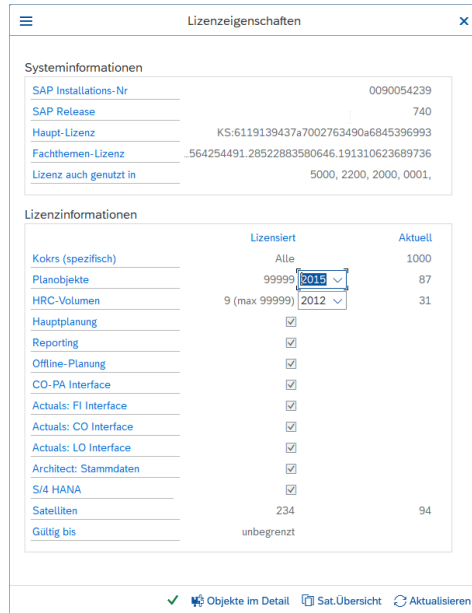 Lizenzeigenschaften
Systeminformationen
SAP Installations-Nr 0090054239
SAP Release 740
Haupt-Lizenz KS:6119139437a7002763490a6845396993
Fachthemen-Lizenz ...564254491.28522883580646.191310623689736
Lizenz auch genutzt in 5000, 2200, 2000, 0001,
Lizenzinformationen
Lizensiert Aktuell
Kokrs (spezifisch) Alle 1000
Planobjekte 99999 2015 87
HRC-Volumen 9 (max 99999) 2012 31
Hauptplanung
Reporting
Offline-Planung
CO-PA Interface
Actuals: FI Interface
Actuals: CO Interface
Actuals: LO Interface
Architect: Stammdaten
S/4 HANA
Satelliten 234 94
Gültig bis unbegrenzt
Objekte im Detail Sat.Übersicht Aktualisieren